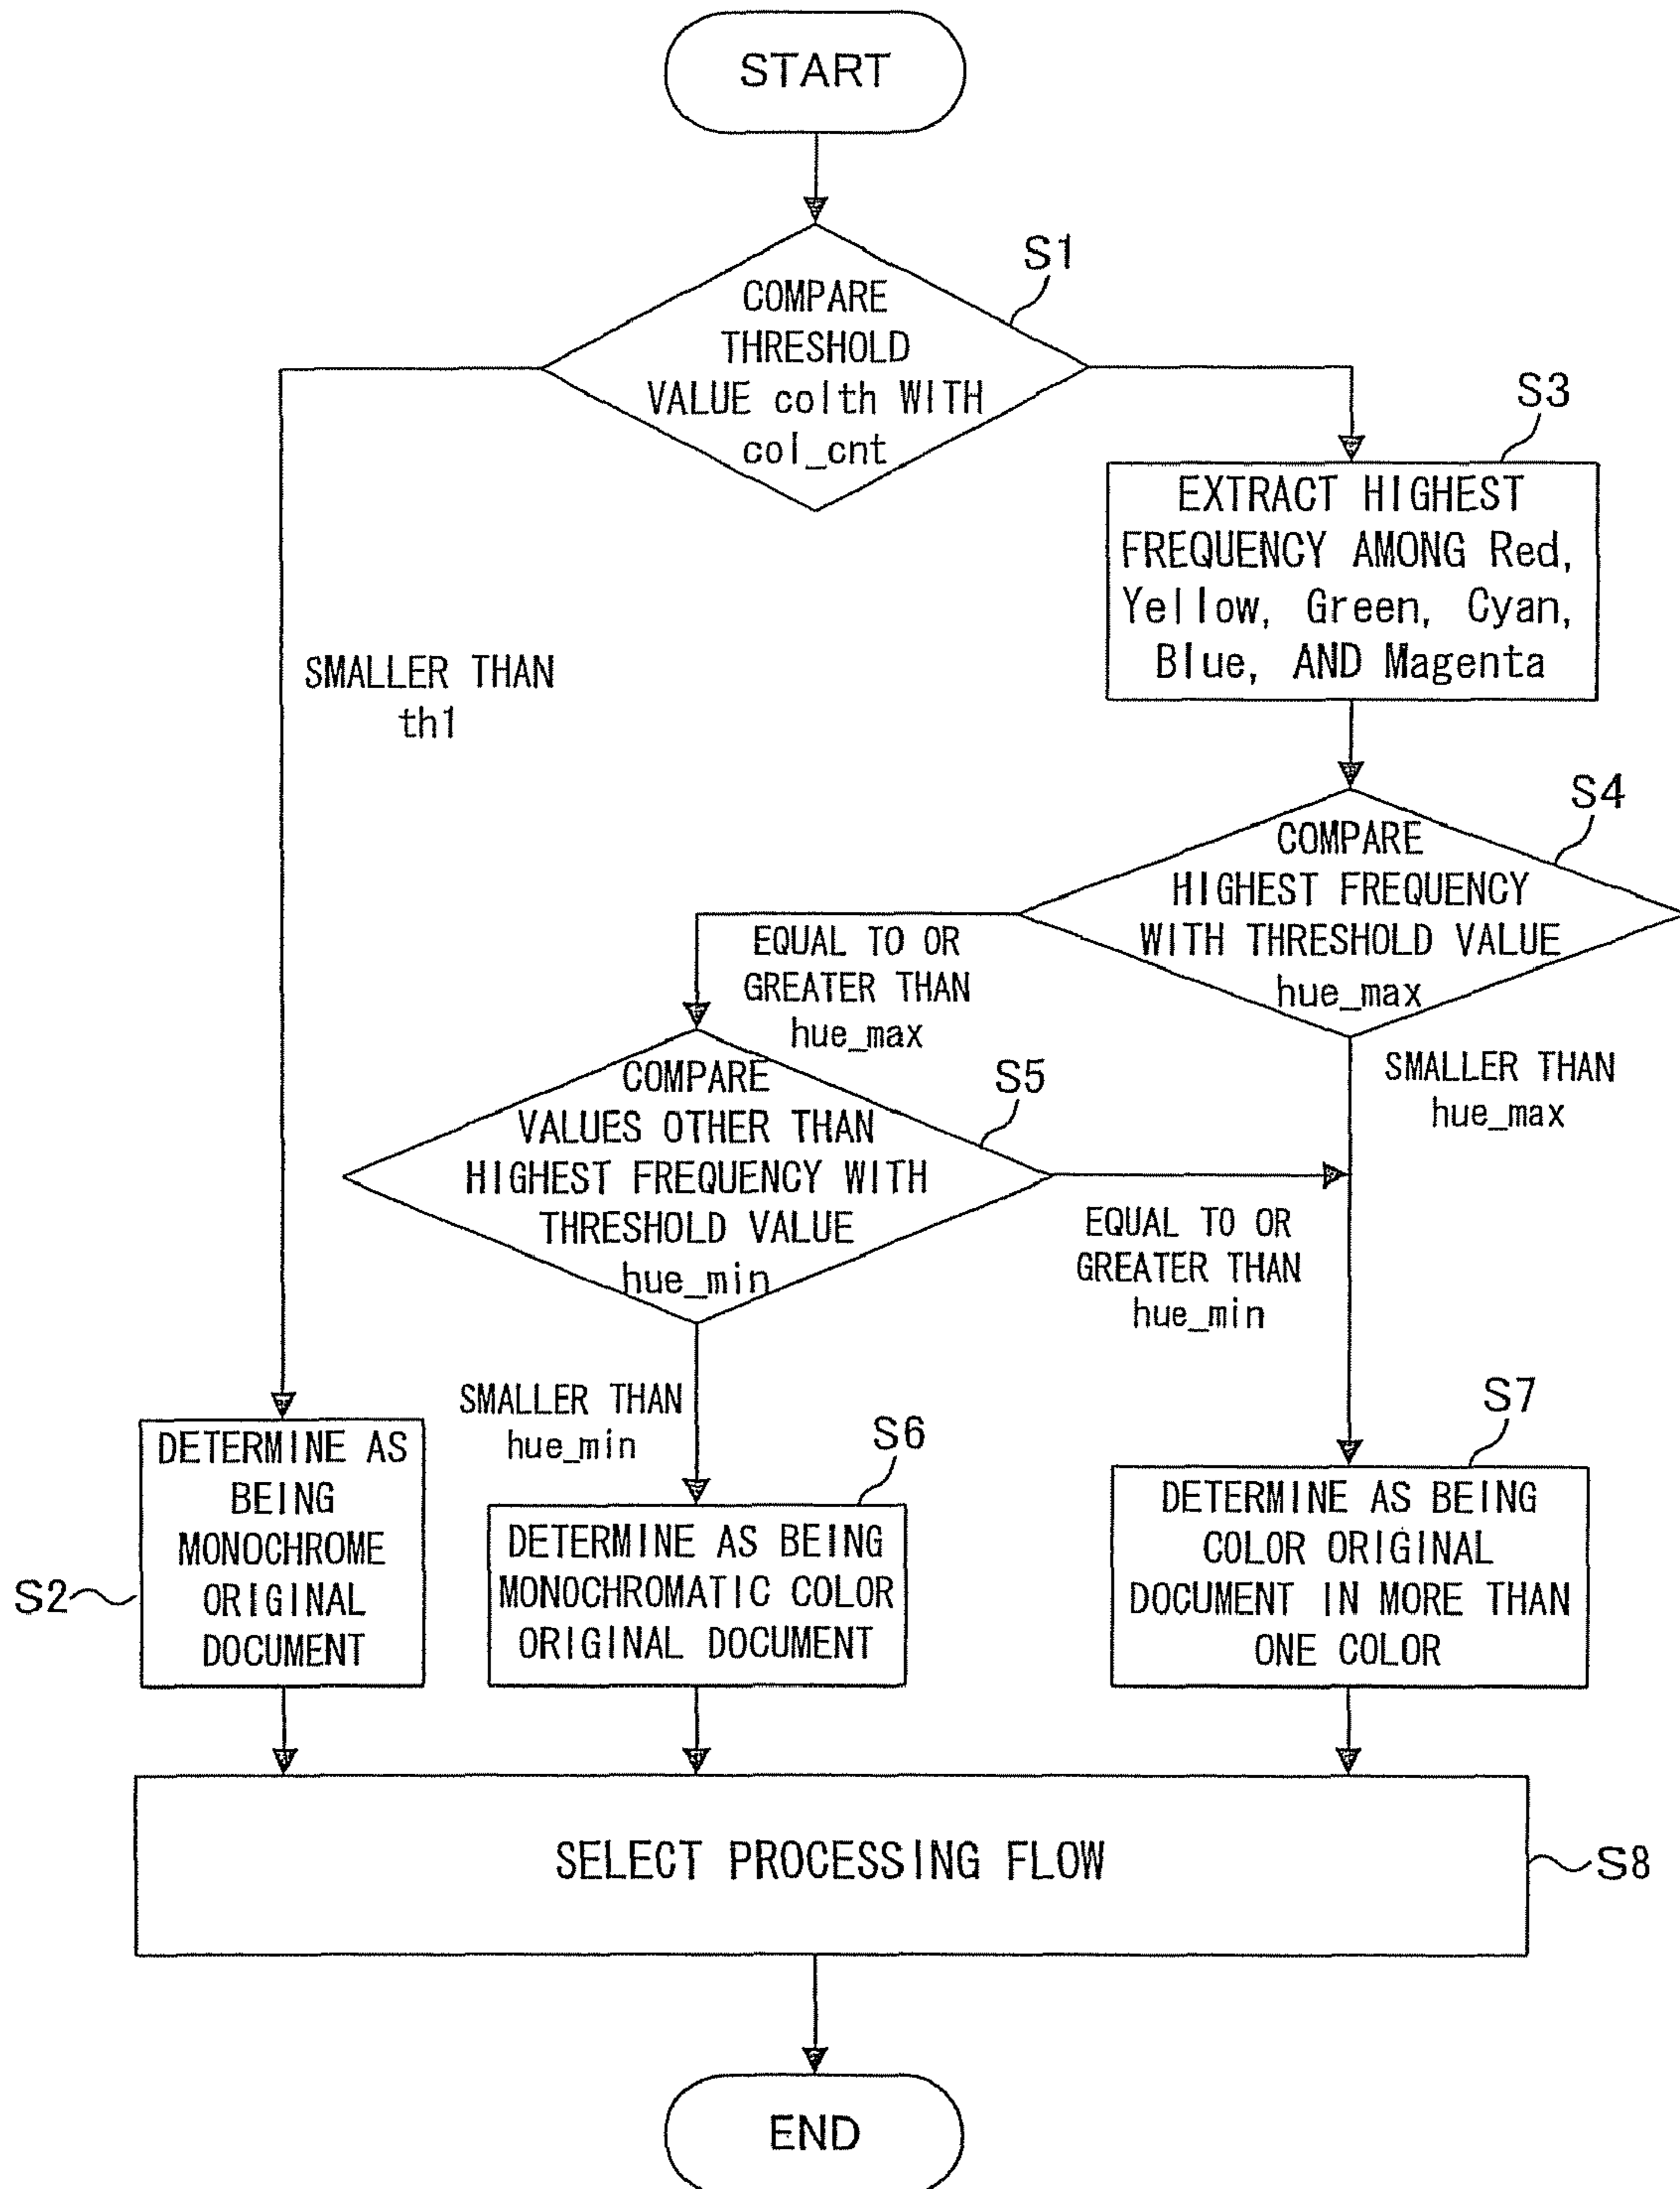 START
S1
COMPARE
THRESHOLD
VALUE colth WITH
col_cnt
S3
EXTRACT HIGHEST
FREQUENCY AMONG Red,
Yellow, Green, Cyan,
Blue, AND Magenta
SMALLER THAN
th1
S4
COMPARE
HIGHEST FREQUENCY
WITH THRESHOLD VALUE
hue_max
EQUAL TO OR
GREATER THAN
hue_max
SMALLER THAN
hue_max
S5
COMPARE
VALUES OTHER THAN
HIGHEST FREQUENCY WITH
THRESHOLD VALUE
hue_min
EQUAL TO OR
GREATER THAN
hue_min
SMALLER THAN
hue_min
S2
DETERMINE AS
BEING
MONOCHROME
ORIGINAL
DOCUMENT
S6
DETERMINE AS BEING
MONOCHROMATIC COLOR
ORIGINAL DOCUMENT
S7
DETERMINE AS BEING
COLOR ORIGINAL
DOCUMENT IN MORE THAN
ONE COLOR
SELECT PROCESSING FLOW
S8
END